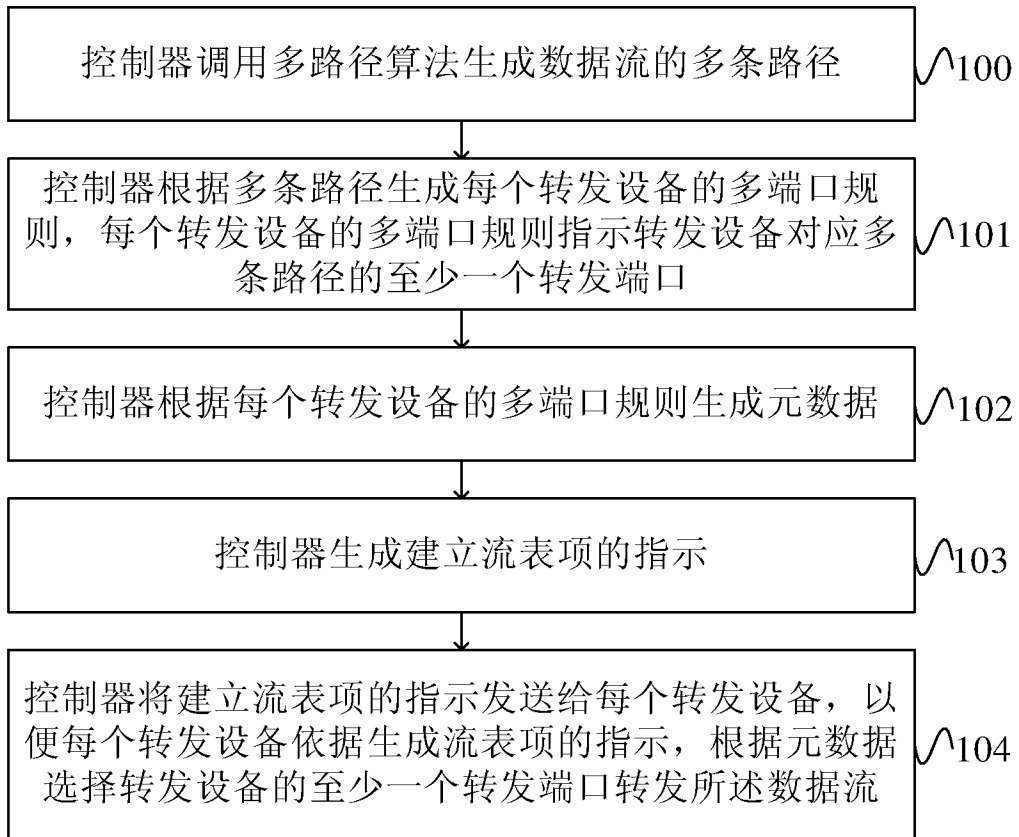 控制器调用多路径算法生成数据流的多条路径
100
控制器根据多条路径生成每个转发设备的多端口规
则，每个转发设备的多端口规则指示转发设备对应多
条路径的至少一个转发端口
101
控制器根据每个转发设备的多端口规则生成元数据
102
控制器生成建立流表项的指示
103
控制器将建立流表项的指示发送给每个转发设备，以
便每个转发设备依据生成流表项的指示，根据元数据
选择转发设备的至少一个转发端口转发所述数据流
104